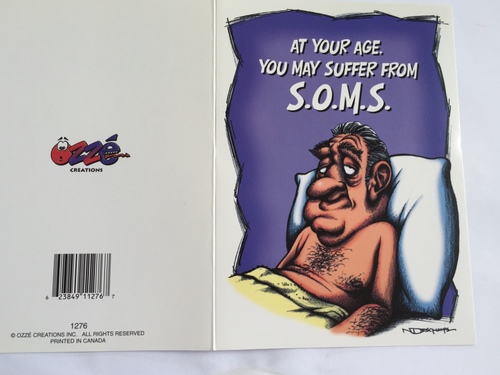 AT YOUR AGE.
YOU MAY SUFFER FROM
S.O.M.S.
OZZÉ
CREATIONS
6 23849 11276 7
1276
© OZZÉ CREATIONS INC. ALL RIGHTS RESERVED
PRINTED IN CANADA